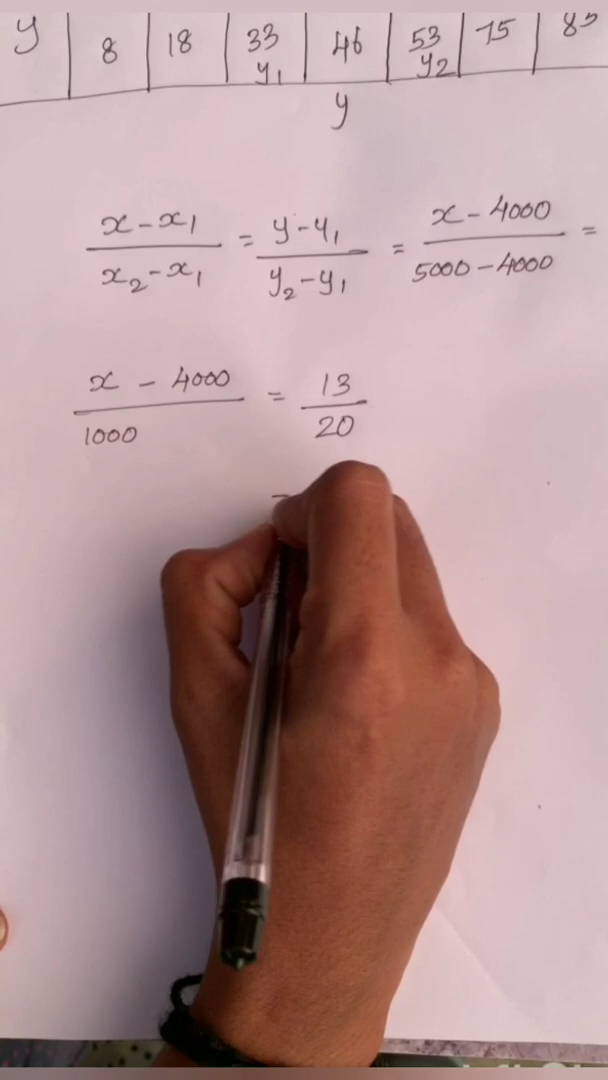 y | 8 | 18 | 33 | 46 | 53 | 75 | 85
y₁ y₂
y
x - x₁ / x₂ - x₁ = y - y₁ / y₂ - y₁ = x - 4000 / 5000 - 4000 =
x - 4000 / 1000 = 13 / 20